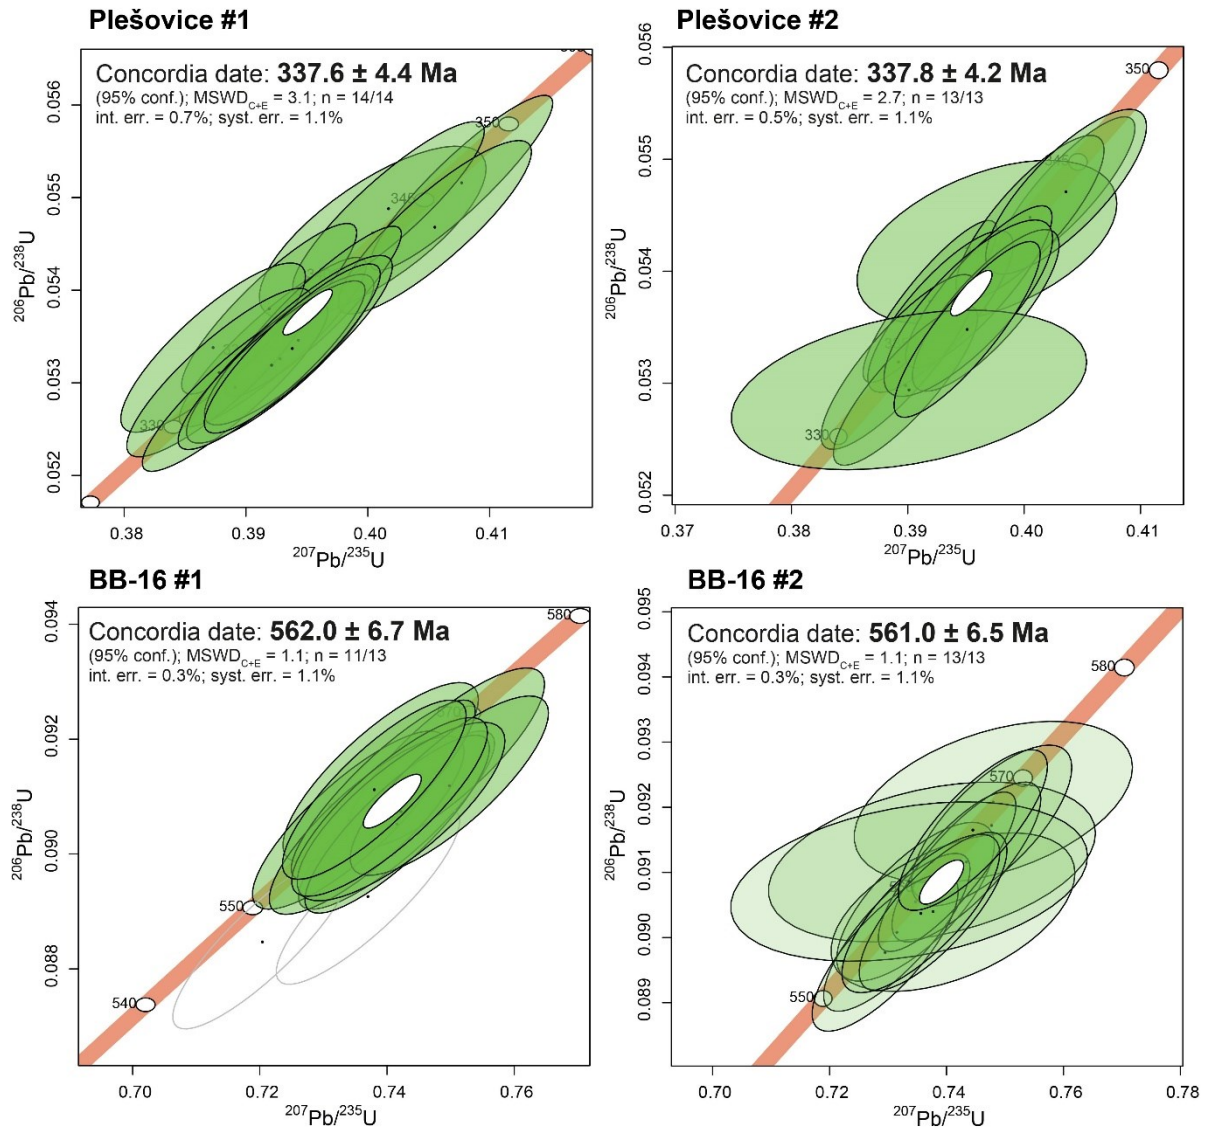 Plešovice #1
Concordia date: 337.6 ± 4.4 Ma
(95% conf.); MSWD_C+E = 3.1; n = 14/14
int. err. = 0.7%; syst. err. = 1.1%
350
345
330
0.056
0.055
0.054
0.053
0.052
206Pb/238U
0.38
0.39
0.40
0.41
207Pb/235U
Plešovice #2
Concordia date: 337.8 ± 4.2 Ma
(95% conf.); MSWD_C+E = 2.7; n = 13/13
int. err. = 0.5%; syst. err. = 1.1%
350
345
330
0.056
0.055
0.054
0.053
0.052
206Pb/238U
0.37
0.38
0.39
0.40
0.41
207Pb/235U
BB-16 #1
Concordia date: 562.0 ± 6.7 Ma
(95% conf.); MSWD_C+E = 1.1; n = 11/13
int. err. = 0.3%; syst. err. = 1.1%
580
570
550
540
0.094
0.092
0.090
0.088
206Pb/238U
0.70
0.72
0.74
0.76
207Pb/235U
BB-16 #2
Concordia date: 561.0 ± 6.5 Ma
(95% conf.); MSWD_C+E = 1.1; n = 13/13
int. err. = 0.3%; syst. err. = 1.1%
580
570
550
0.095
0.094
0.093
0.092
0.091
0.090
0.089
206Pb/238U
0.70
0.72
0.74
0.76
0.78
207Pb/235U